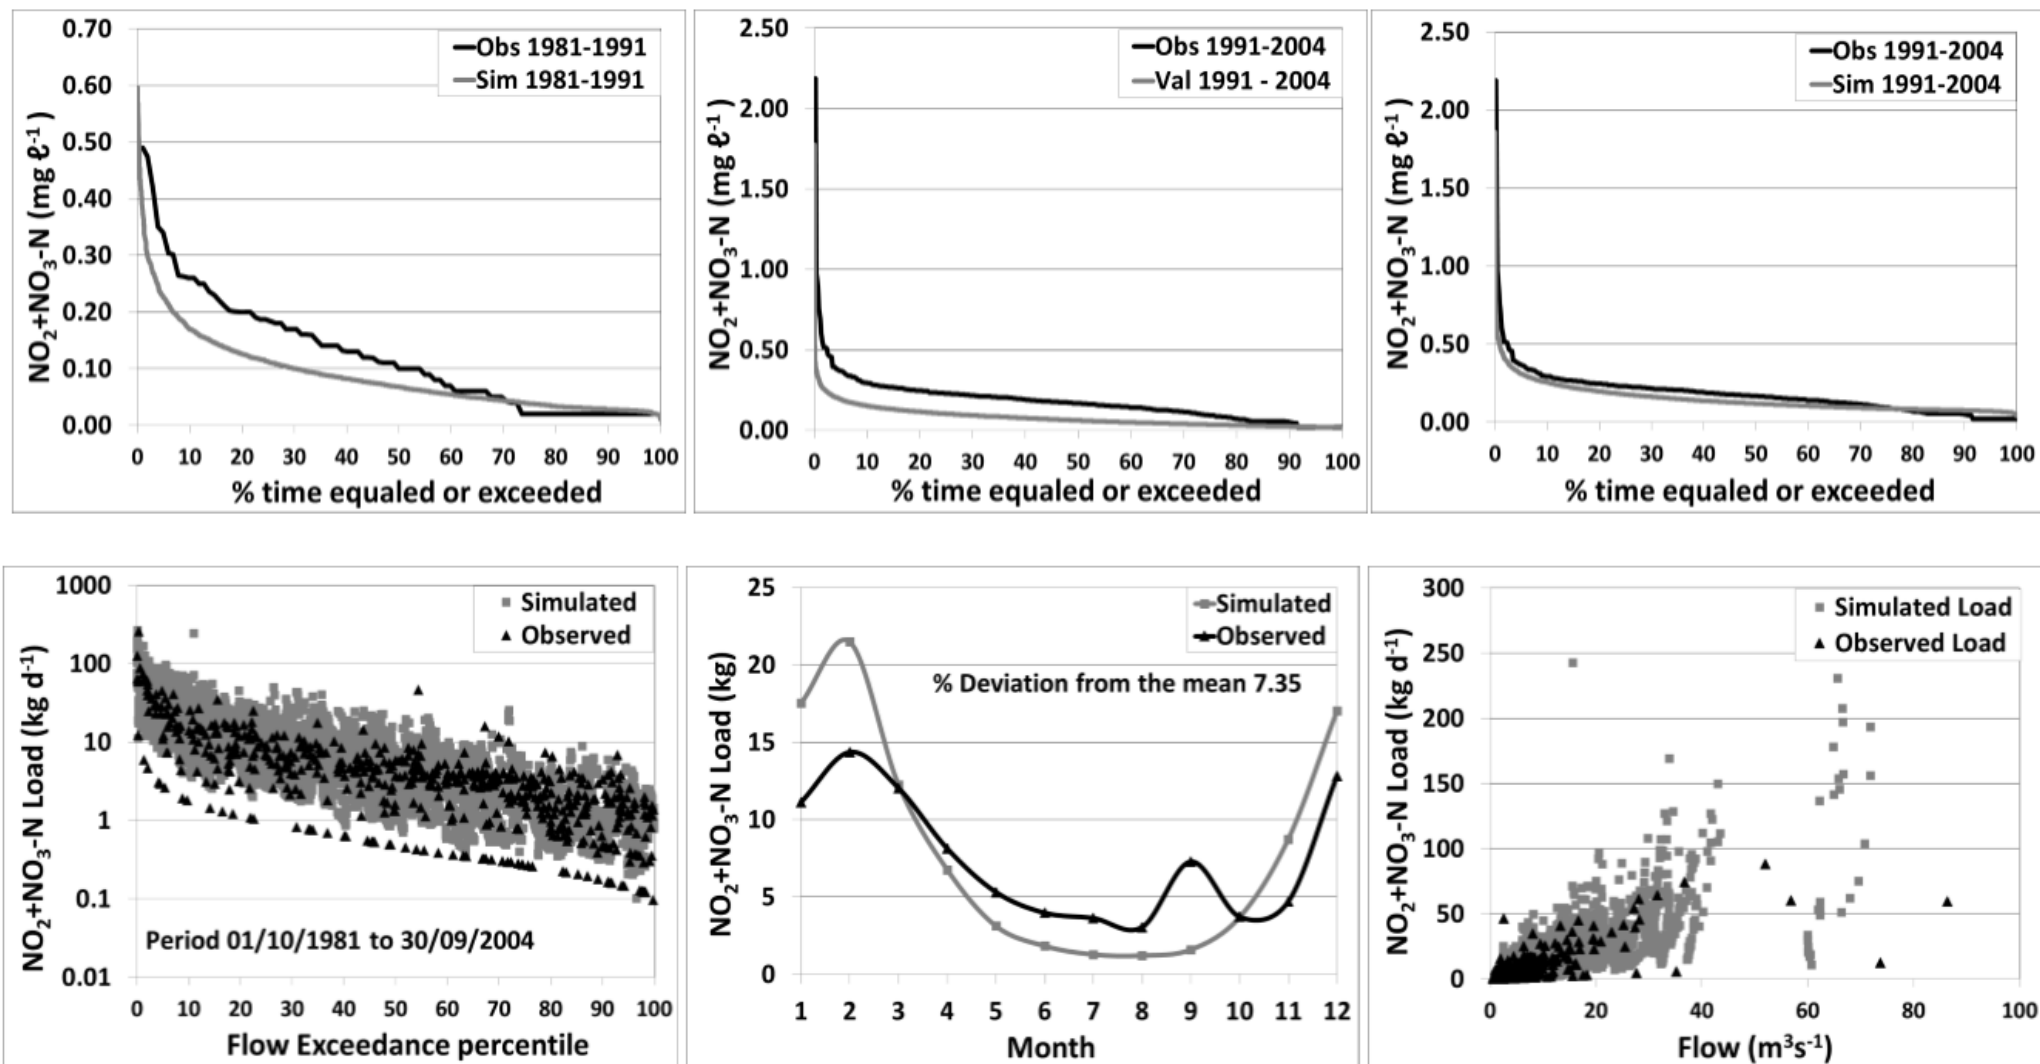 0.70
0.60
0.50
0.40
0.30
0.20
0.10
0.00
NO₂+NO₃-N (mg ℓ⁻¹)
Obs 1981-1991
Sim 1981-1991
0 10 20 30 40 50 60 70 80 90 100
% time equaled or exceeded
2.50
2.00
1.50
1.00
0.50
0.00
NO₂+NO₃-N (mg ℓ⁻¹)
Obs 1991-2004
Val 1991 - 2004
0 10 20 30 40 50 60 70 80 90 100
% time equaled or exceeded
2.50
2.00
1.50
1.00
0.50
0.00
NO₂+NO₃-N (mg ℓ⁻¹)
Obs 1991-2004
Sim 1991-2004
0 10 20 30 40 50 60 70 80 90 100
% time equaled or exceeded
1000
100
10
1
0.1
0.01
NO₂+NO₃-N Load (kg d⁻¹)
Simulated
Observed
Period 01/10/1981 to 30/09/2004
0 10 20 30 40 50 60 70 80 90 100
Flow Exceedance percentile
25
20
15
10
5
0
NO₂+NO₃-N Load (kg)
Simulated
Observed
% Deviation from the mean 7.35
1 2 3 4 5 6 7 8 9 10 11 12
Month
300
250
200
150
100
50
0
NO₂+NO₃-N Load (kg d⁻¹)
Simulated Load
Observed Load
0 20 40 60 80 100
Flow (m³s⁻¹)